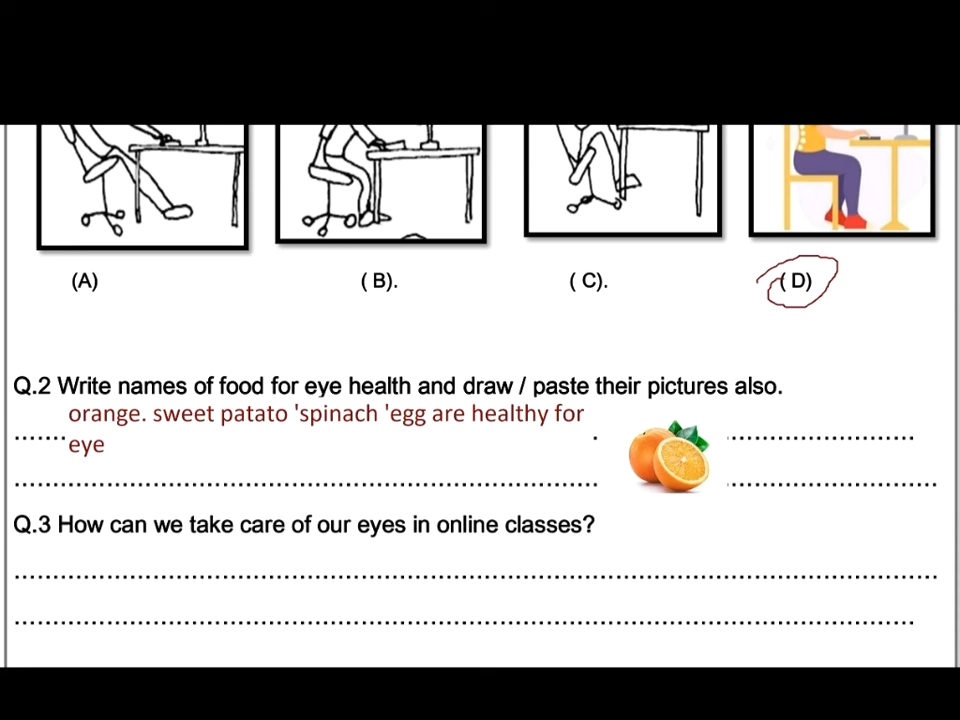 (A) ( B). ( C). ( D)
Q.2 Write names of food for eye health and draw / paste their pictures also.
orange. sweet patato 'spinach 'egg are healthy for
eye
Q.3 How can we take care of our eyes in online classes?